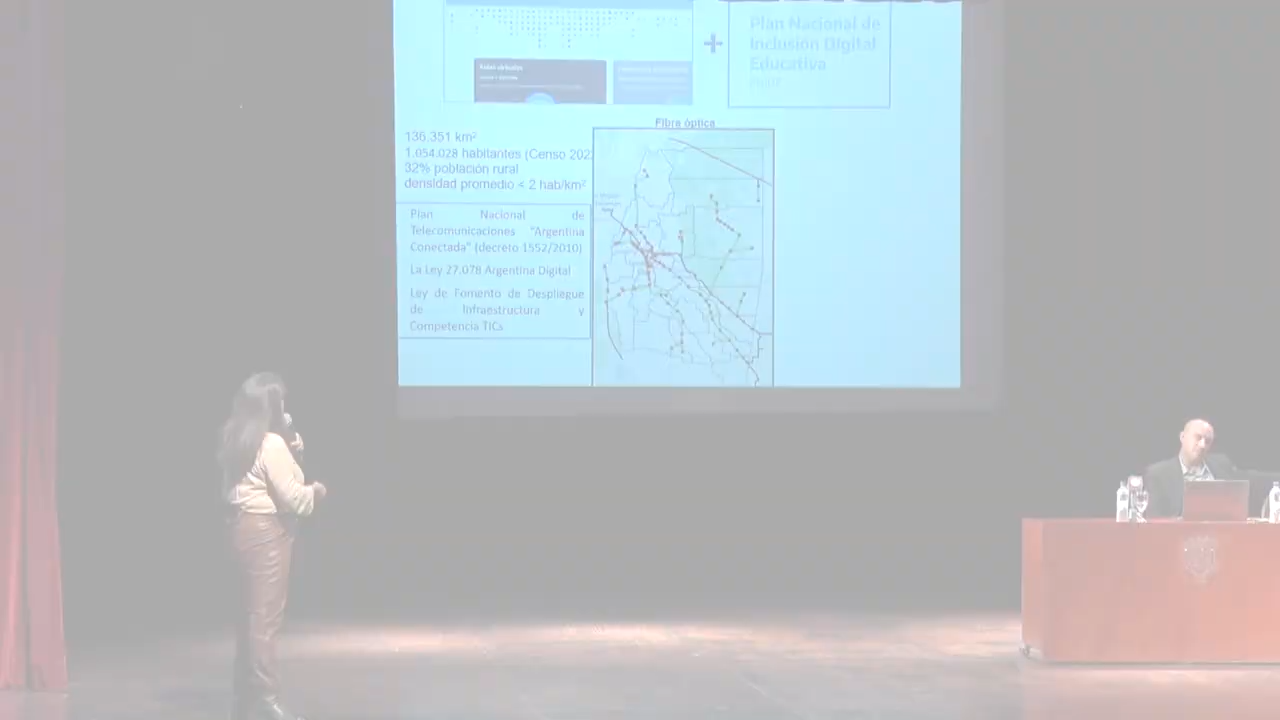 Plan Nacional de
Inclusión Digital
Educativa
+
Aulas virtuales
Fibra óptica
136.351 km²
1.054.028 habitantes (Censo 202
32% población rural
densidad promedio < 2 hab/km²
Plan Nacional de
Telecomunicaciones "Argentina
Conectada" (decreto 1552/2010)
La Ley 27.078 Argentina Digital
Ley de Fomento de Despliegue
de Infraestructura y
Competencia TICs